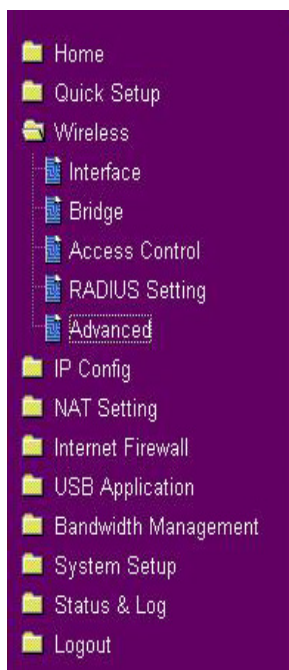 Home
Quick Setup
Wireless
Interface
Bridge
Access Control
RADIUS Setting
Advanced
IP Config
NAT Setting
Internet Firewall
USB Application
Bandwidth Management
System Setup
Status & Log
Logout